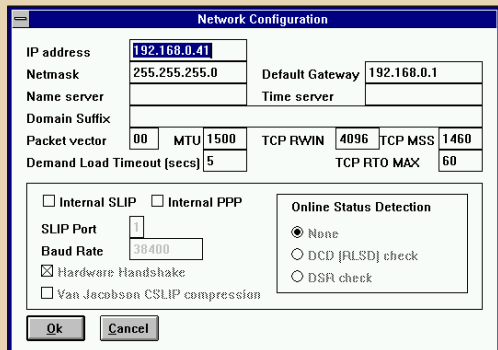 Network Configuration
IP address 192.168.0.41
Netmask 255.255.255.0 Default Gateway 192.168.0.1
Name server Time server
Domain Suffix
Packet vector 00 MTU 1500 TCP RWIN 4096 TCP MSS 1460
Demand Load Timeout (secs) 5 TCP RTO MAX 60
Internal SLIP Internal PPP
SLIP Port 1
Baud Rate 38400
Hardware Handshake
Van Jacobson CSLIP compression
Online Status Detection
None
DCD (RLSD) check
DSR check
Ok Cancel